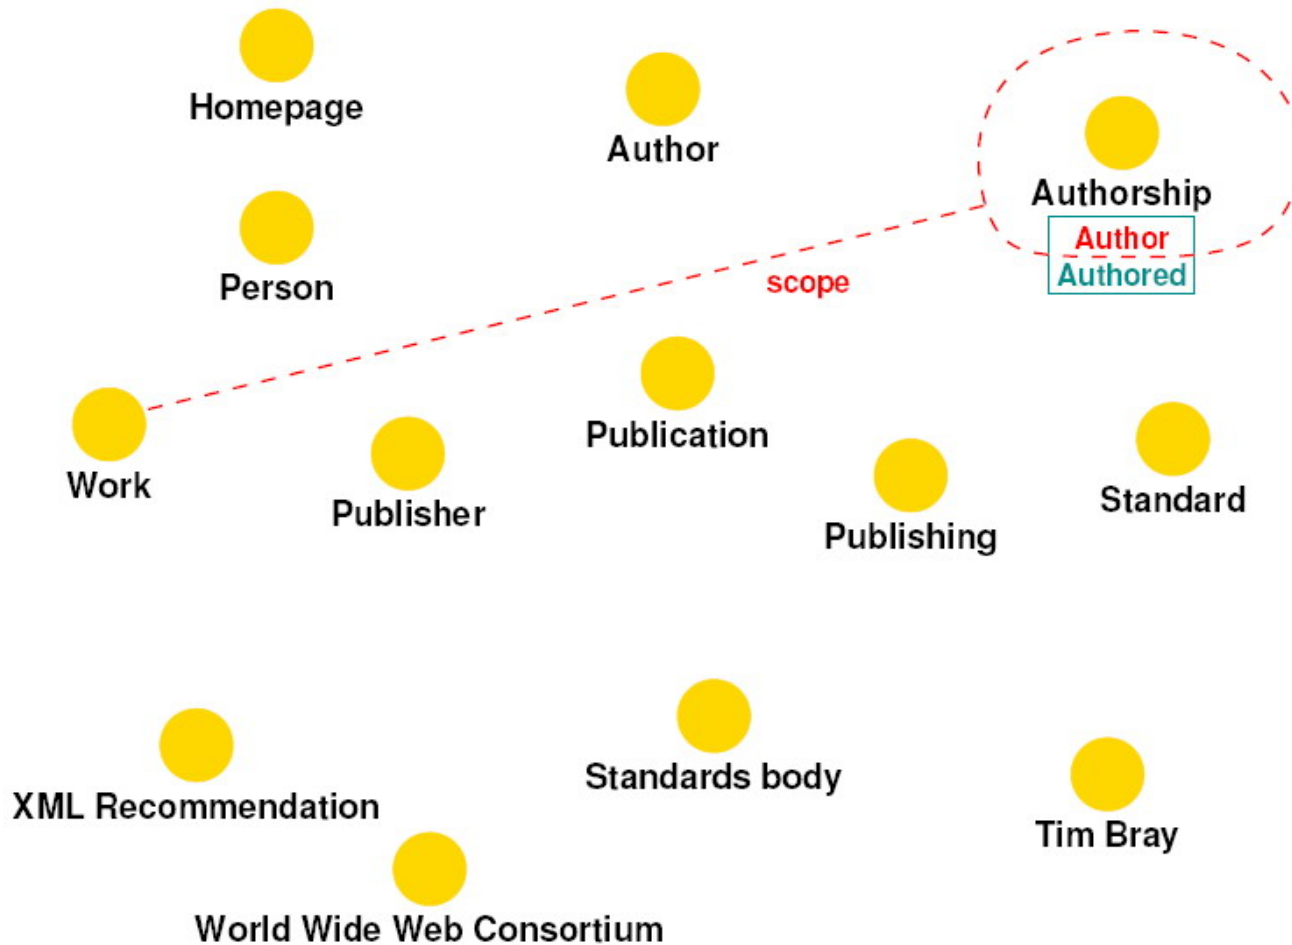 Homepage
Author
Authorship
Author
Authored
Person
scope
Work
Publisher
Publication
Publishing
Standard
XML Recommendation
Standards body
Tim Bray
World Wide Web Consortium